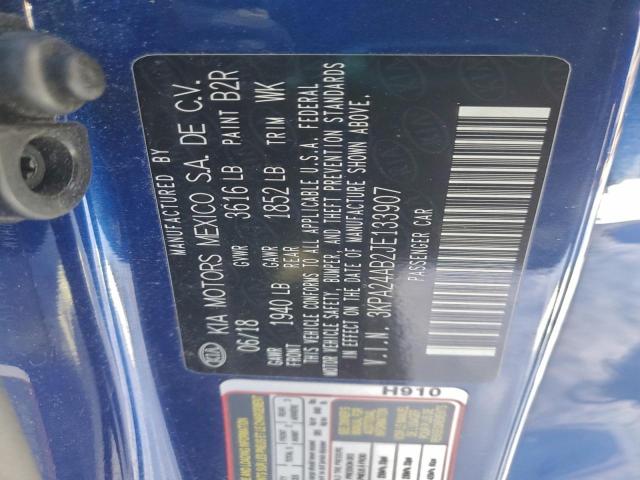 MANUFACTURED BY
KIA KIA MOTORS MEXICO S.A. DE C.V.
06/18 GVWR 3616 LB PAINT B2R
GAWR FRONT 1940 LB GAWR REAR 1852 LB TRIM WK
THIS VEHICLE CONFORMS TO ALL APPLICABLE U.S.A. FEDERAL
MOTOR VEHICLE SAFETY, BUMPER, AND THEFT PREVENTION STANDARDS
IN EFFECT ON THE DATE OF MANUFACTURE SHOWN ABOVE.
V.I.N. 3KPA24AB2JE133907
PASSENGER CAR
H910